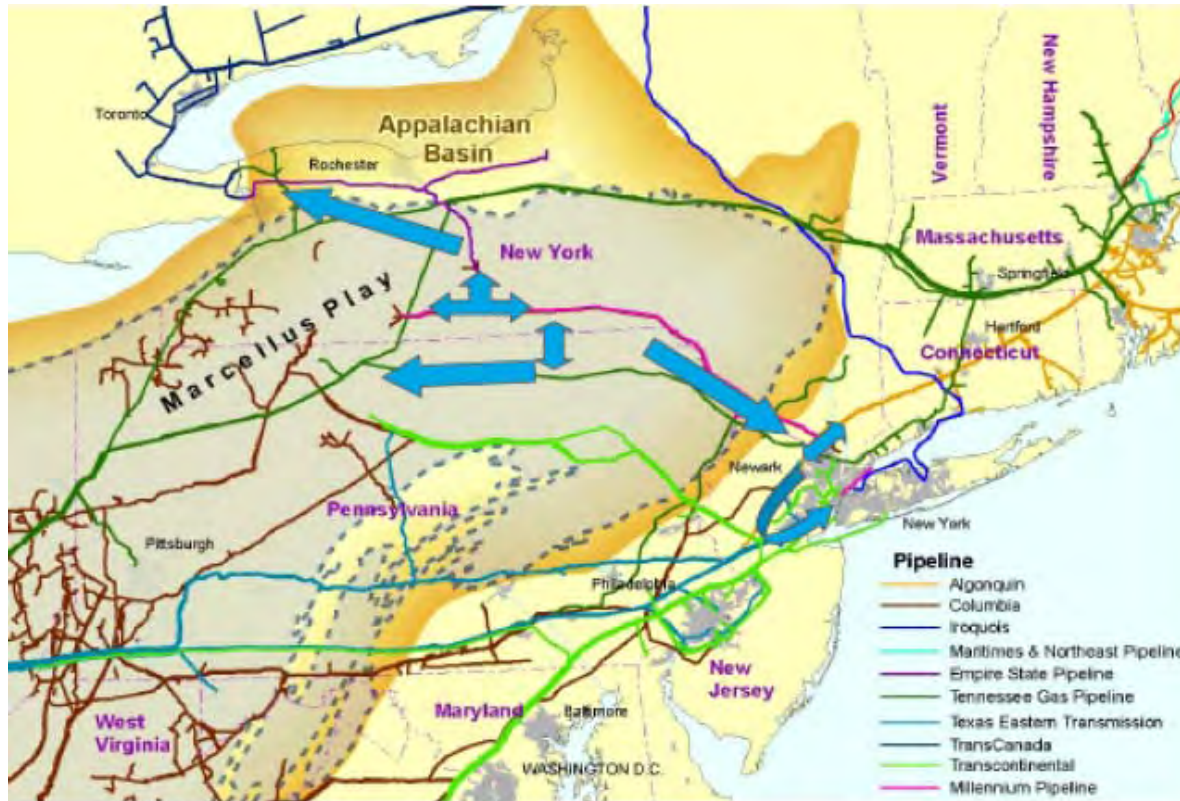 Toronto
Appalachian
Basin
Rochester
Vermont
New Hampshire
New York
Massachusetts
Springfield
Marcellus Play
Hartford
Connecticut
Newark
Pennsylvania
Pittsburgh
New York
Philadelphia
New
Jersey
Maryland
Baltimore
West
Virginia
WASHINGTON D.C.
Pipeline
Algonquin
Columbia
Iroquois
Maritimes & Northeast Pipeline
Empire State Pipeline
Tennessee Gas Pipeline
Texas Eastern Transmission
TransCanada
Transcontinental
Millennium Pipeline